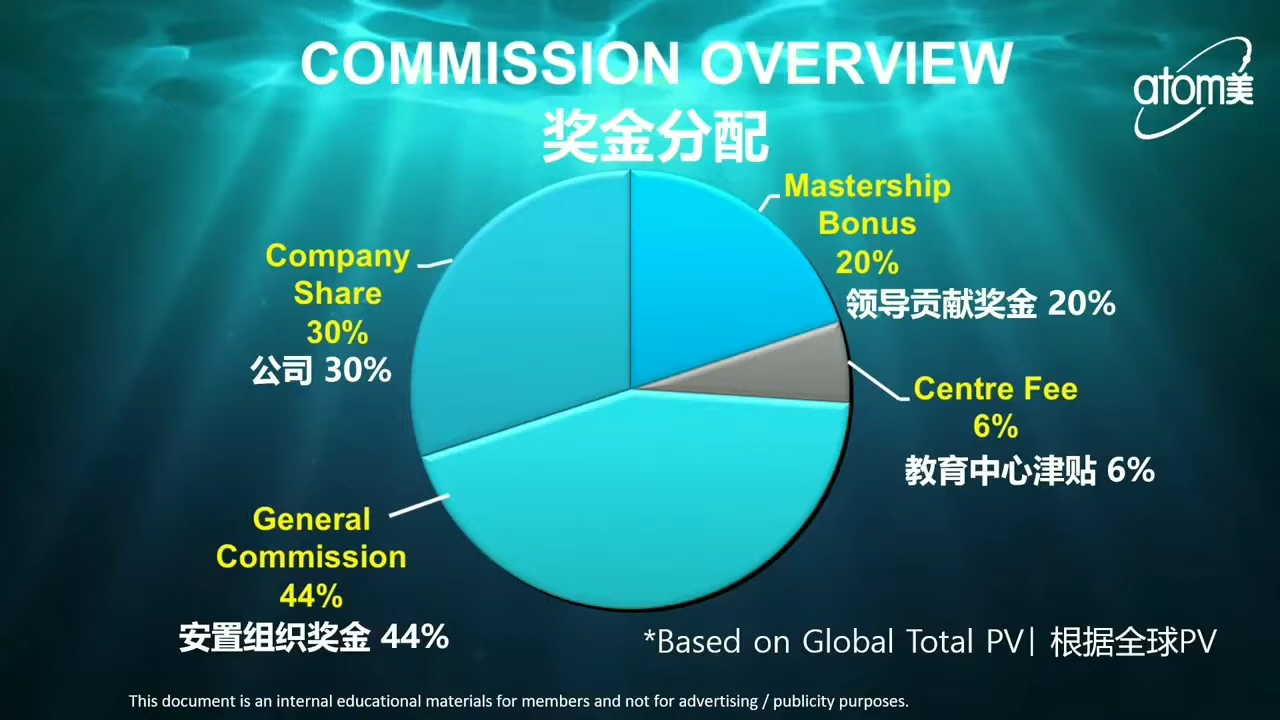 COMMISSION OVERVIEW
奖金分配
atom美
Mastership
Bonus
20%
领导贡献奖金 20%
Company
Share
30%
公司 30%
Centre Fee
6%
教育中心津贴 6%
General
Commission
44%
安置组织奖金 44%
*Based on Global Total PV| 根据全球PV
This document is an internal educational materials for members and not for advertising / publicity purposes.